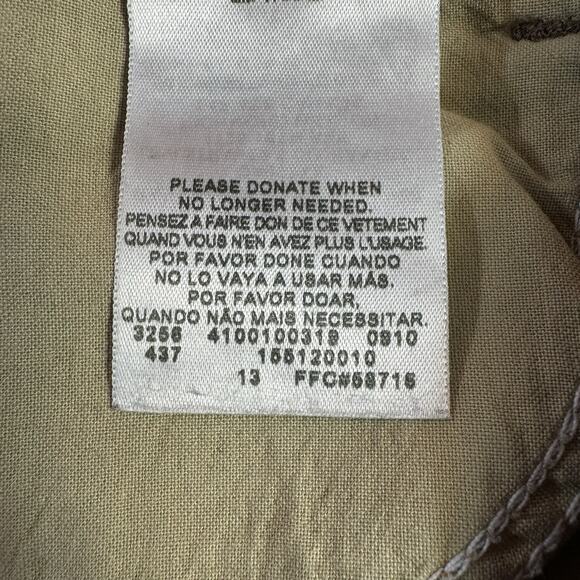 PLEASE DONATE WHEN
NO LONGER NEEDED.
PENSEZ A FAIRE DON DE CE VETEMENT
QUAND VOUS N'EN AVEZ PLUS L'USAGE.
POR FAVOR DONE CUANDO
NO LO VAYA A USAR MÁS.
POR FAVOR DOAR,
QUANDO NÃO MAIS NECESSITAR.
3256 4100100319 0810
437 155120010
13 FFC#58715